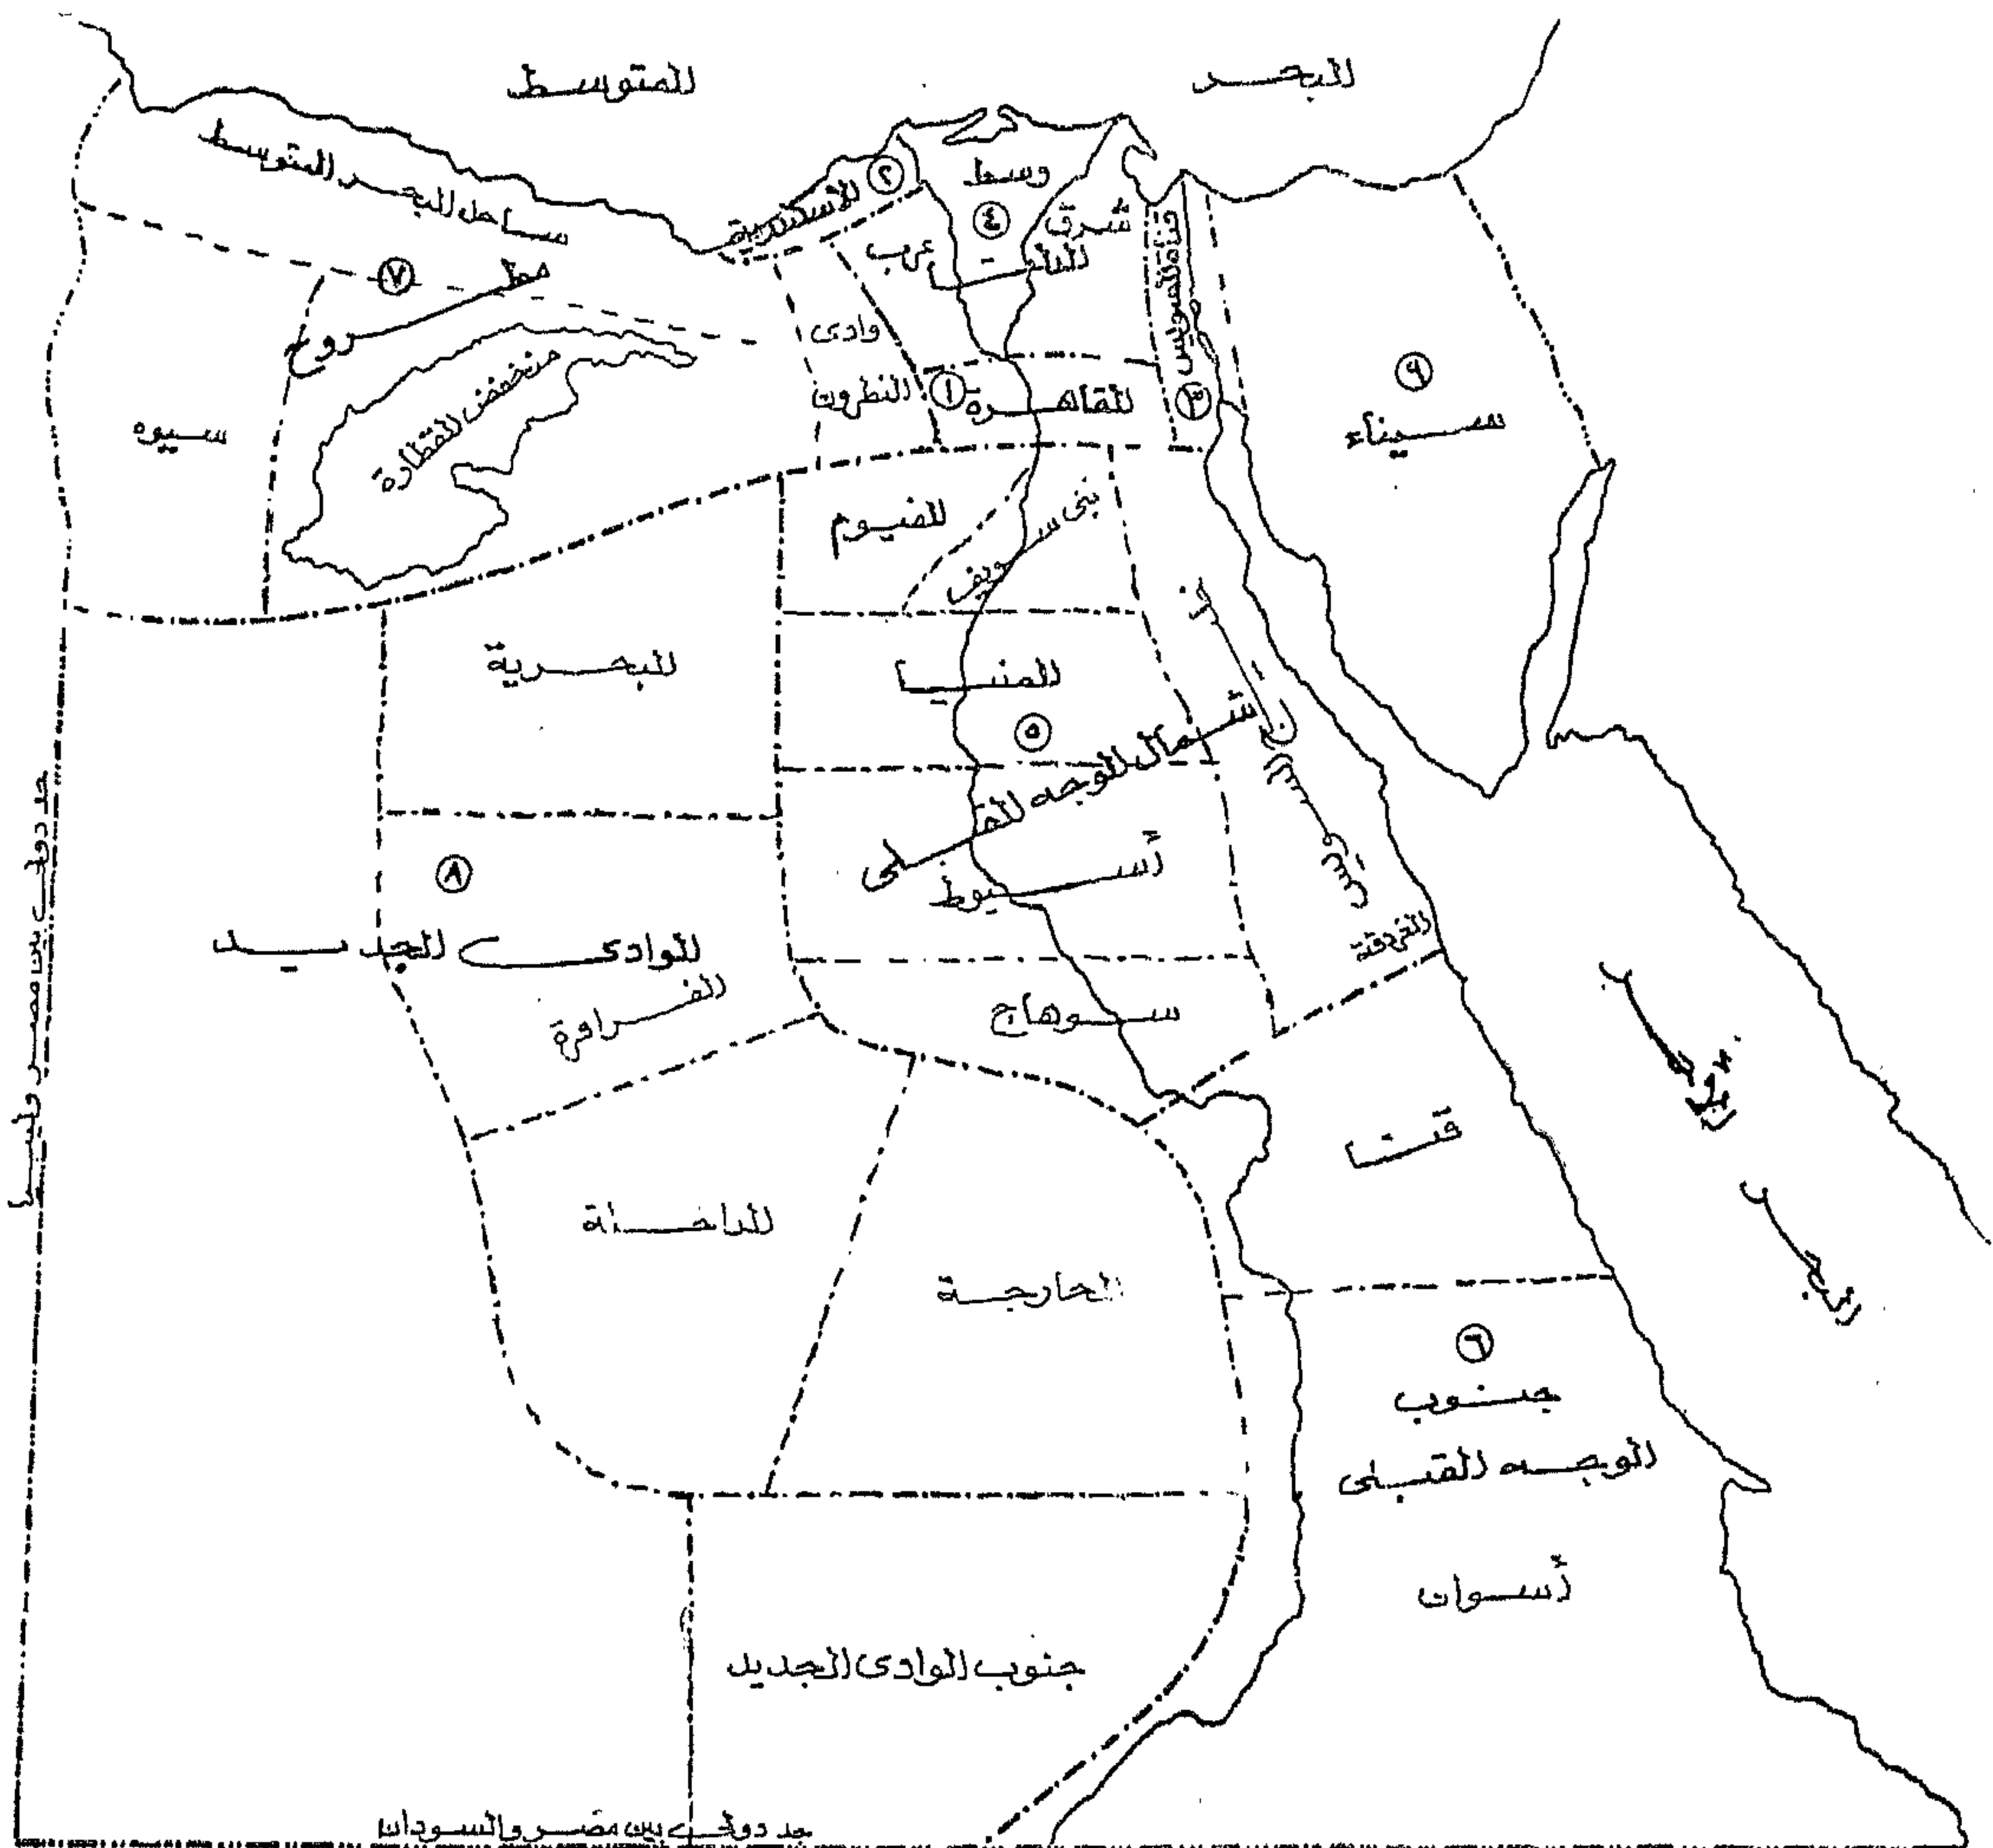 البحر
المتوسط
ساحل البحر المتوسط
٢
الاسكندرية
وسط
٤
شرق
غرب
الدلتا
قناة السويس
٣
٧
مطروح
وادى
النطرون
١
القاهرة
٩
سيناء
سيوه
منخفض القطارة
الفيوم
بنى سويف
البحرية
المنيا
٥
شمال الوجه القبلى
أسيوط
الغردقة
٨
الوادى الجديد
الفرافرة
سوهاج
حد دولى بين مصر وليبيا
البحر
الأحمر
قنا
الداخلة
الخارجة
٦
جنوب
الوجه القبلى
أسوان
جنوب الوادى الجديد
حد دولى بين مصر والسودان